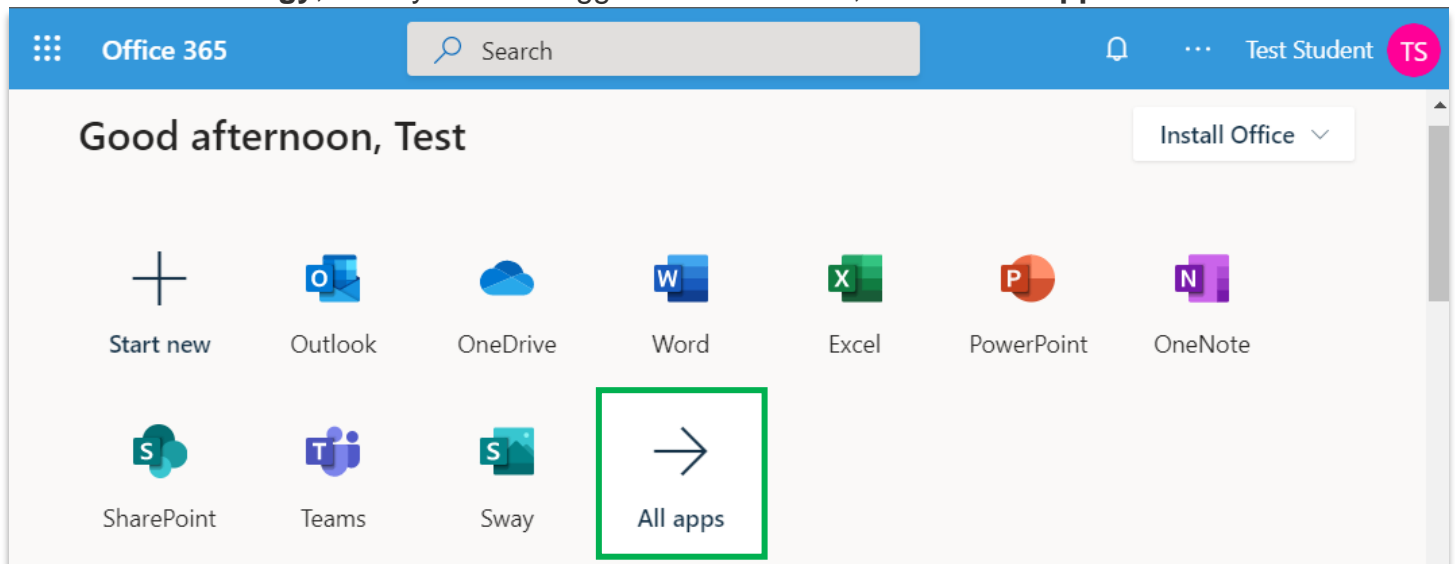 Office 365 Search ... Test Student TS
Good afternoon, Test Install Office
O W X P N
Start new Outlook OneDrive Word Excel PowerPoint OneNote
S T S
SharePoint Teams Sway All apps